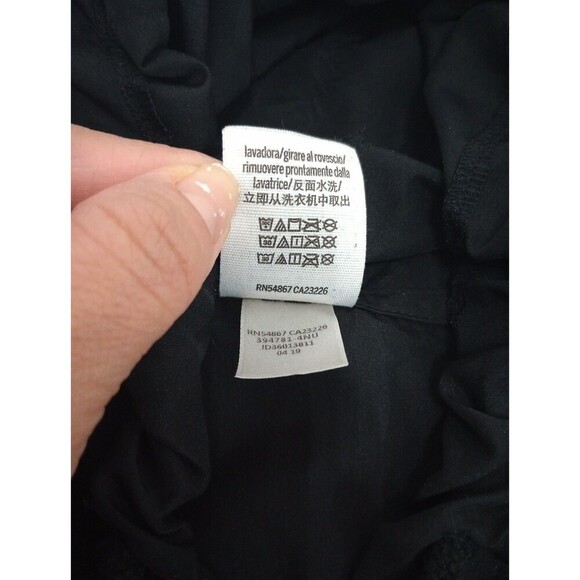 lavadora/girare al rovescio/
rimuovere prontamente dalla
lavatrice/反面水洗/
立即从洗衣机中取出
RN54867 CA23226
RN54867 CA23226
394781 4NU
ID36013811
04 19